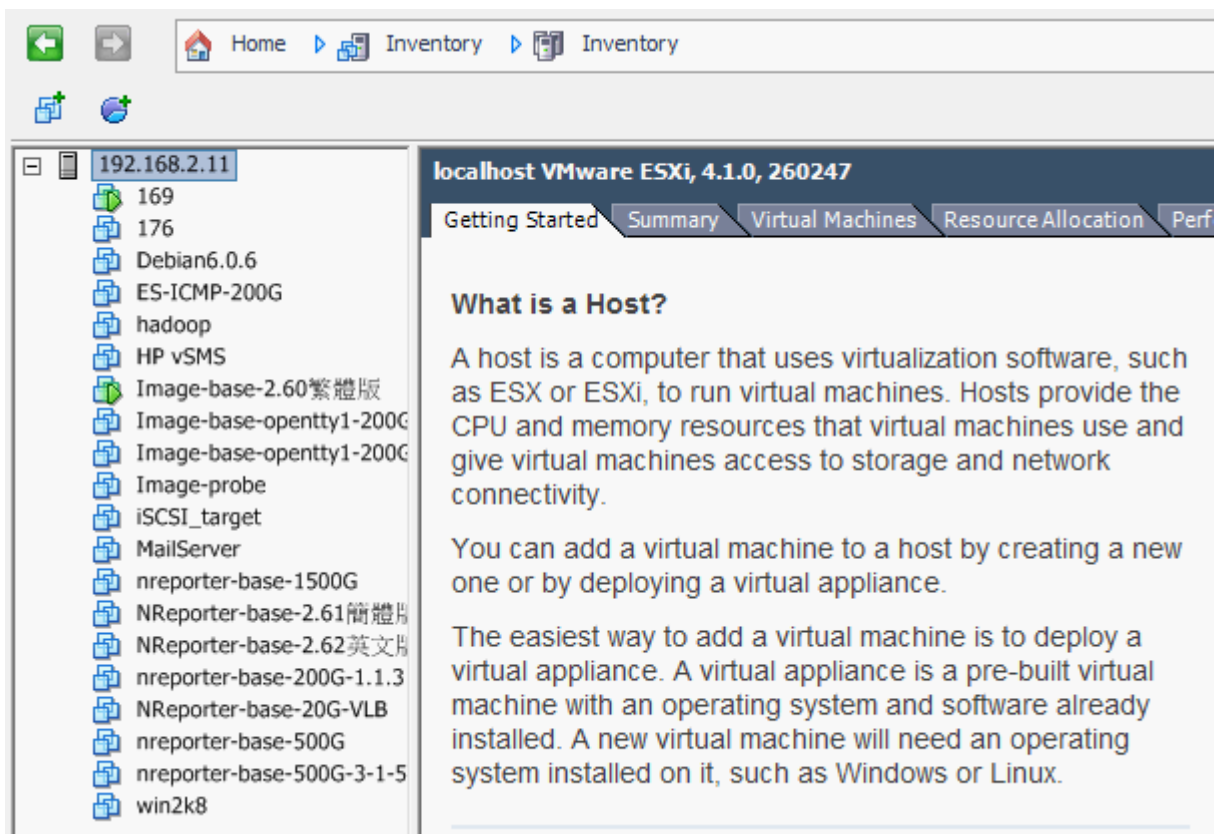 Home Inventory Inventory
192.168.2.11
169
176
Debian6.0.6
ES-ICMP-200G
hadoop
HP vSMS
Image-base-2.60繁體版
Image-base-opentty1-200G
Image-base-opentty1-200G
Image-probe
iSCSI_target
MailServer
nreporter-base-1500G
NReporter-base-2.61簡體版
NReporter-base-2.62英文版
nreporter-base-200G-1.1.3
NReporter-base-20G-VLB
nreporter-base-500G
nreporter-base-500G-3-1-5
win2k8
localhost VMware ESXi, 4.1.0, 260247
Getting Started Summary Virtual Machines Resource Allocation Perf
What is a Host?
A host is a computer that uses virtualization software, such
as ESX or ESXi, to run virtual machines. Hosts provide the
CPU and memory resources that virtual machines use and
give virtual machines access to storage and network
connectivity.
You can add a virtual machine to a host by creating a new
one or by deploying a virtual appliance.
The easiest way to add a virtual machine is to deploy a
virtual appliance. A virtual appliance is a pre-built virtual
machine with an operating system and software already
installed. A new virtual machine will need an operating
system installed on it, such as Windows or Linux.